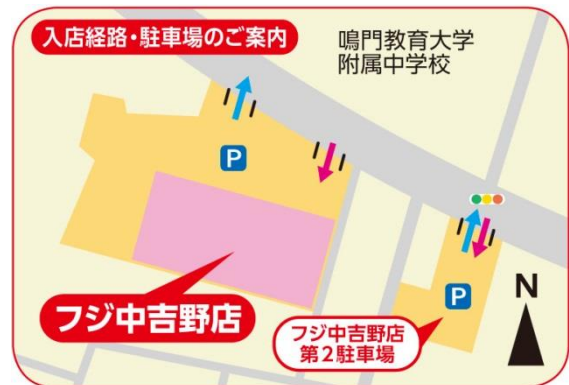 入店経路・駐車場のご案内
鳴門教育大学
附属中学校
P
P
N
フジ中吉野店
フジ中吉野店
第2駐車場